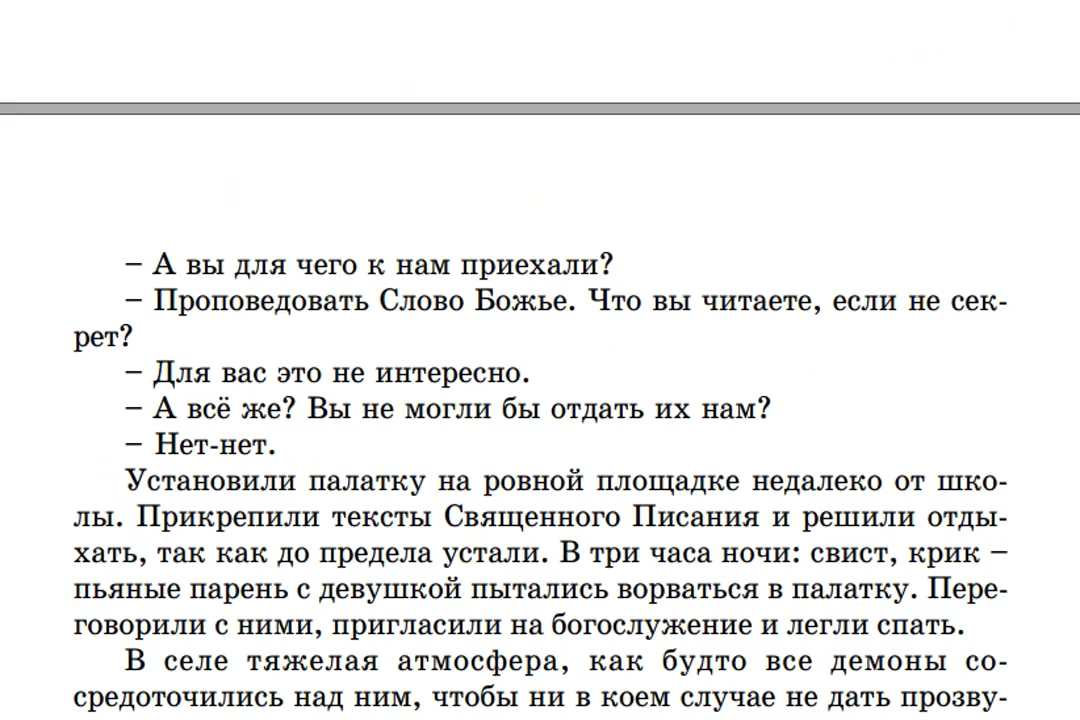 – А вы для чего к нам приехали?
– Проповедовать Слово Божье. Что вы читаете, если не сек-
рет?
– Для вас это не интересно.
– А всё же? Вы не могли бы отдать их нам?
– Нет-нет.
Установили палатку на ровной площадке недалеко от шко-
лы. Прикрепили тексты Священного Писания и решили отды-
хать, так как до предела устали. В три часа ночи: свист, крик –
пьяные парень с девушкой пытались ворваться в палатку. Пере-
говорили с ними, пригласили на богослужение и легли спать.
В селе тяжелая атмосфера, как будто все демоны со-
средоточились над ним, чтобы ни в коем случае не дать прозву-